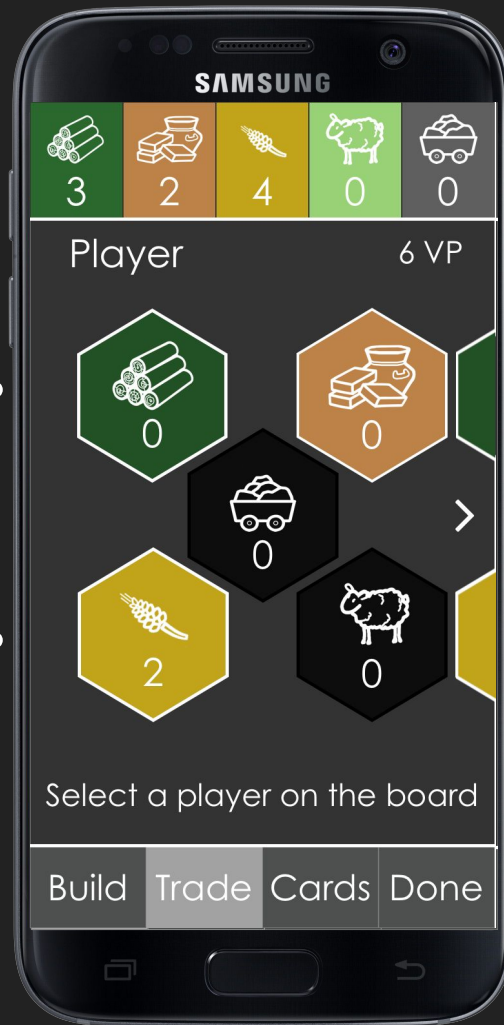 SAMSUNG
3 2 4 0 0
Player 6 VP
0 0
0
2 0
Select a player on the board
Build Trade Cards Done